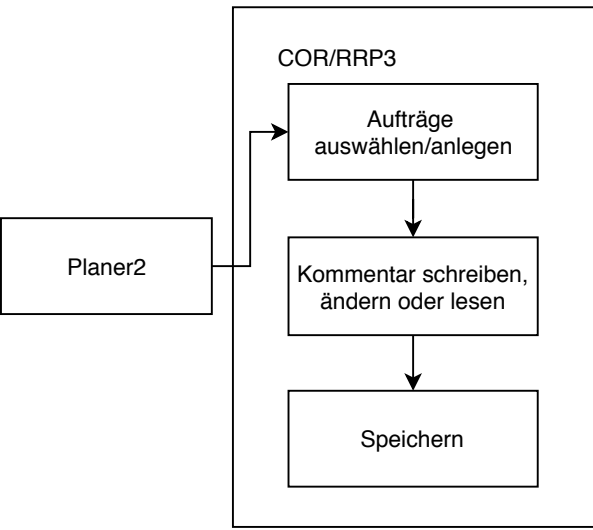 COR/RRP3
Aufträge
auswählen/anlegen
Planer2
Kommentar schreiben,
ändern oder lesen
Speichern